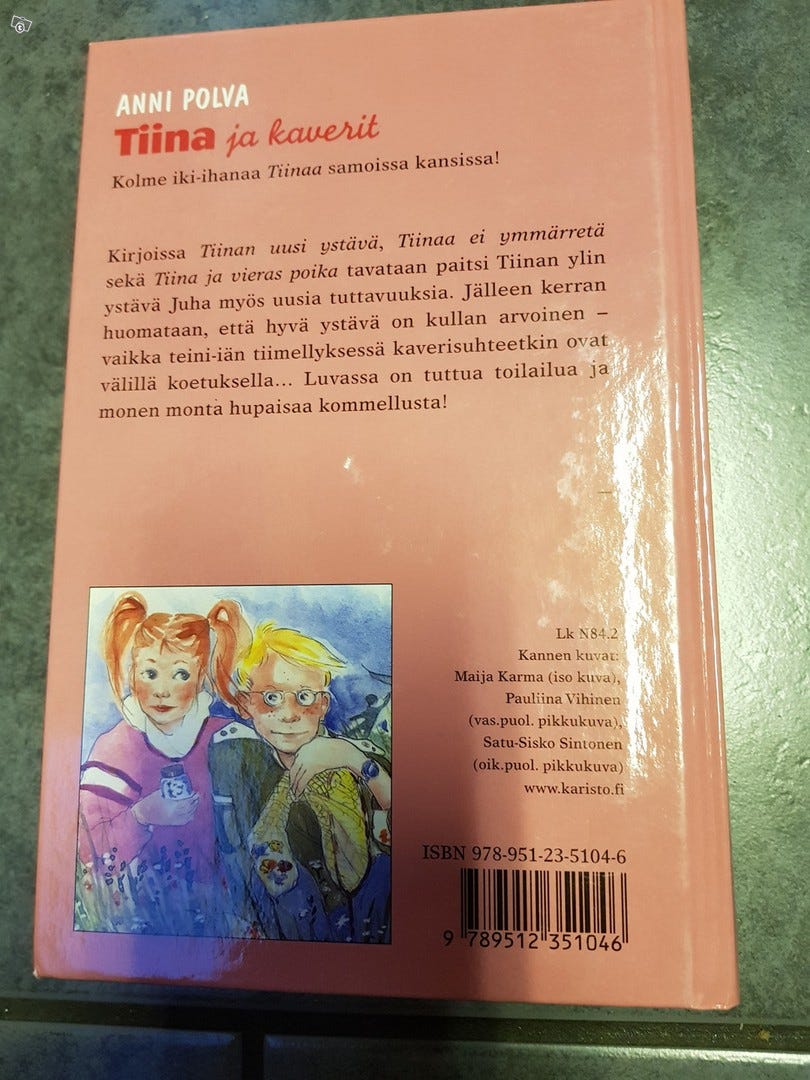 ANNI POLVA
Tiina ja kaverit
Kolme iki-ihanaa Tiinaa samoissa kansissa!
Kirjoissa Tiinan uusi ystävä, Tiinaa ei ymmärretä
sekä Tiina ja vieras poika tavataan paitsi Tiinan ylin
ystävä Juha myös uusia tuttavuuksia. Jälleen kerran
huomataan, että hyvä ystävä on kullan arvoinen –
vaikka teini-iän tiimellyksessä kaverisuhteetkin ovat
välillä koetuksella... Luvassa on tuttua toilailua ja
monen monta hupaisaa kommellusta!
Lk N84.2
Kannen kuvat:
Maija Karma (iso kuva),
Pauliina Vihinen
(vas.puol. pikkukuva),
Satu-Sisko Sintonen
(oik.puol. pikkukuva)
www.karisto.fi
ISBN 978-951-23-5104-6
9 789512 351046